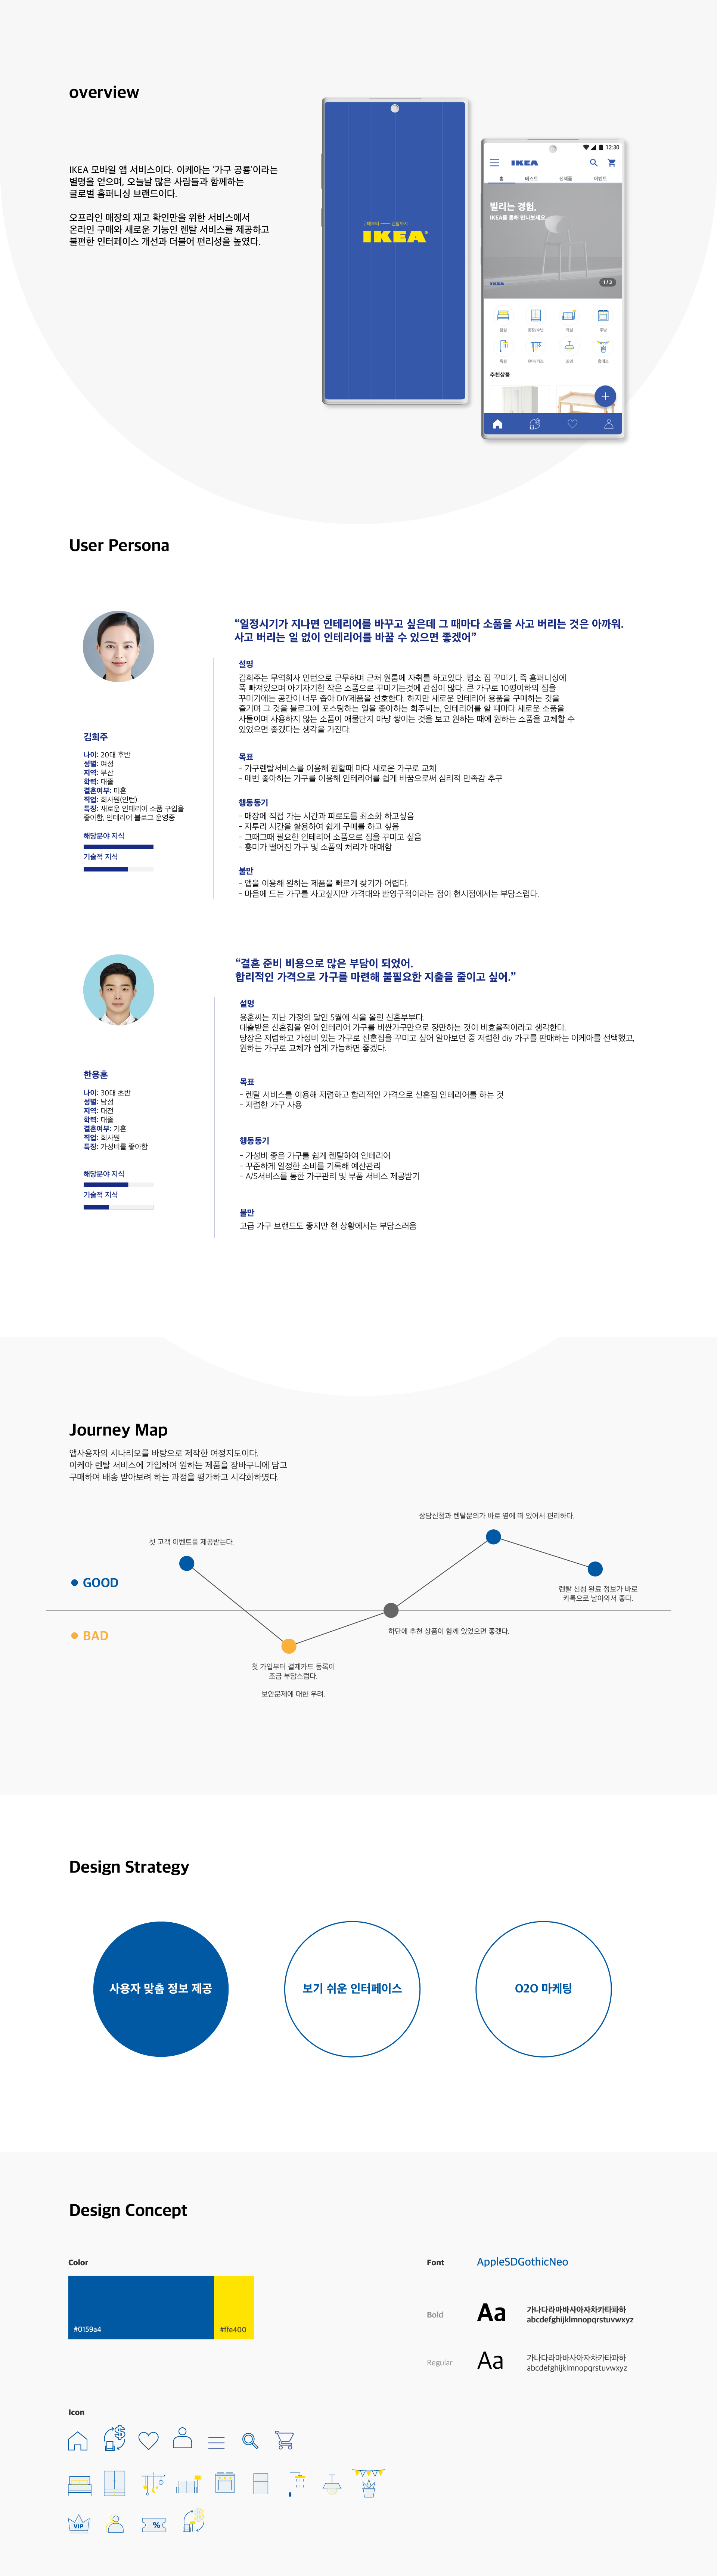 overview
IKEA 모바일 앱 서비스이다. 이케아는 '가구 공룡'이라는
별명을 얻으며, 오늘날 많은 사람들과 함께하는
글로벌 홈퍼니싱 브랜드이다.
오프라인 매장의 재고 확인만을 위한 서비스에서
온라인 구매와 새로운 기능인 렌탈 서비스를 제공하고
불편한 인터페이스 개선과 더불어 편리성을 높였다.
IKEA
12:30
IKEA
홈 베스트 신제품 이벤트
빌리는 경험,
IKEA를 통해 만나보세요
IKEA
1 / 2
침실 옷장/수납 거실 주방
욕실 조명 홈데코
추천상품
User Persona
"일정시기가 지나면 인테리어를 바꾸고 싶은데 그 때마다 소품을 사고 버리는 것은 아까워.
사고 버리는 일 없이 인테리어를 바꿀 수 있으면 좋겠어"
설명
김희주는 무역회사 인턴으로 근무하며 근처 원룸에 자취를 하고있다. 평소 집 꾸미기, 즉 홈퍼니싱에
푹 빠져있으며 아기자기한 작은 소품으로 꾸미기는것에 관심이 많다. 큰 가구로 10평이하의 집을
꾸미기에는 공간이 너무 좁아 DIY제품을 선호한다. 하지만 새로운 인테리어 용품을 구매하는 것을
즐기며 그 것을 블로그에 포스팅하는 일을 좋아하는 희주씨는, 인테리어를 할 때마다 새로운 소품을
사들이며 사용하지 않는 소품이 애물단지 마냥 쌓이는 것을 보고 원하는 때에 원하는 소품을 교체할 수
있었으면 좋겠다는 생각을 가진다.
김희주
나이: 20대 후반
성별: 여성
지역: 부산
학력: 대졸
결혼여부: 미혼
직업: 회사원(인턴)
특징: 새로운 인테리어 소품 구입을
좋아함, 인테리어 블로그 운영중
해당분야 지식
기술적 지식
목표
- 가구렌탈서비스를 이용해 원할때 마다 새로운 가구로 교체
- 매번 좋아하는 가구를 이용해 인테리어를 쉽게 바꿈으로써 심리적 만족감 추구
행동동기
- 매장에 직접 가는 시간과 피로도를 최소화 하고싶음
- 자투리 시간을 활용하여 쉽게 구매를 하고 싶음
- 그때그때 필요한 인테리어 소품으로 집을 꾸미고 싶음
- 흥미가 떨어진 가구 및 소품의 처리가 애매함
불만
- 앱을 이용해 원하는 제품을 빠르게 찾기가 어렵다.
- 마음에 드는 가구를 사고싶지만 가격대와 반영구적이라는 점이 현시점에서는 부담스럽다.
"결혼 준비 비용으로 많은 부담이 되었어.
합리적인 가격으로 가구를 마련해 불필요한 지출을 줄이고 싶어."
설명
용훈씨는 지난 가정의 달인 5월에 식을 올린 신혼부부다.
대출받은 신혼집을 얻어 인테리어 가구를 비싼가구만으로 장만하는 것이 비효율적이라고 생각한다.
당장은 저렴하고 가성비 있는 가구로 신혼집을 꾸미고 싶어 알아보던 중 저렴한 diy 가구를 판매하는 이케아를 선택했고,
원하는 가구로 교체가 쉽게 가능하면 좋겠다.
한용훈
나이: 30대 초반
성별: 남성
지역: 대전
학력: 대졸
결혼여부: 기혼
직업: 회사원
특징: 가성비를 좋아함
해당분야 지식
기술적 지식
목표
- 렌탈 서비스를 이용해 저렴하고 합리적인 가격으로 신혼집 인테리어를 하는 것
- 저렴한 가구 사용
행동동기
- 가성비 좋은 가구를 쉽게 렌탈하여 인테리어
- 꾸준하게 일정한 소비를 기록해 예산관리
- A/S서비스를 통한 가구관리 및 부품 서비스 제공받기
불만
고급 가구 브랜드도 좋지만 현 상황에서는 부담스러움
Journey Map
앱사용자의 시나리오를 바탕으로 제작한 여정지도이다.
이케아 렌탈 서비스에 가입하여 원하는 제품을 장바구니에 담고
구매하여 배송 받아보려 하는 과정을 평가하고 시각화하였다.
상담신청과 렌탈문의가 바로 옆에 떠 있어서 편리하다.
첫 고객 이벤트를 제공받는다.
GOOD
렌탈 신청 완료 정보가 바로
카톡으로 날아와서 좋다.
BAD
하단에 추천 상품이 함께 있었으면 좋겠다.
첫 가입부터 결제카드 등록이
조금 부담스럽다.
보안문제에 대한 우려.
Design Strategy
사용자 맞춤 정보 제공
보기 쉬운 인터페이스
O2O 마케팅
Design Concept
Color
#0159a4
#ffe400
Font
AppleSDGothicNeo
Bold
Aa
가나다라마바사아자차카타파하
abcdefghijklmnopqrstuvwxyz
Regular
Aa
가나다라마바사아자차카타파하
abcdefghijklmnopqrstuvwxyz
Icon
VIP
%